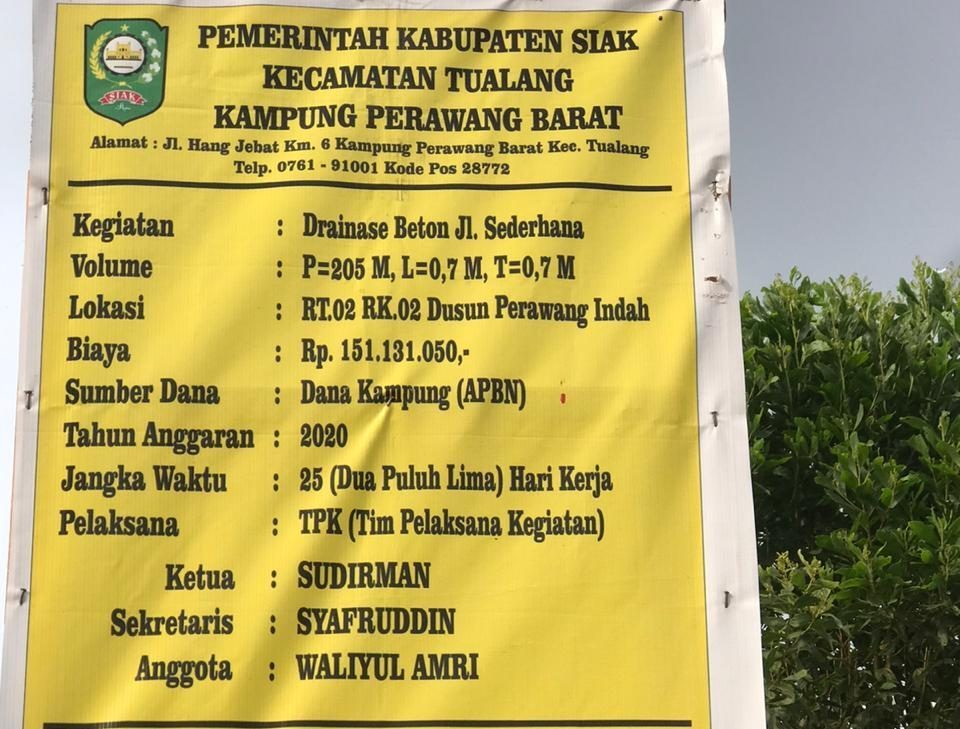 SIAK
PEMERINTAH KABUPATEN SIAK
KECAMATAN TUALANG
KAMPUNG PERAWANG BARAT
Alamat : Jl. Hang Jebat Km. 6 Kampung Perawang Barat Kec. Tualang
Telp. 0761 - 91001 Kode Pos 28772
Kegiatan : Drainase Beton Jl. Sederhana
Volume : P=205 M, L=0,7 M, T=0,7 M
Lokasi : RT.02 RK.02 Dusun Perawang Indah
Biaya : Rp. 151.131.050,-
Sumber Dana : Dana Kampung (APBN)
Tahun Anggaran : 2020
Jangka Waktu : 25 (Dua Puluh Lima) Hari Kerja
Pelaksana : TPK (Tim Pelaksana Kegiatan)
Ketua : SUDIRMAN
Sekretaris : SYAFRUDDIN
Anggota : WALIYUL AMRI